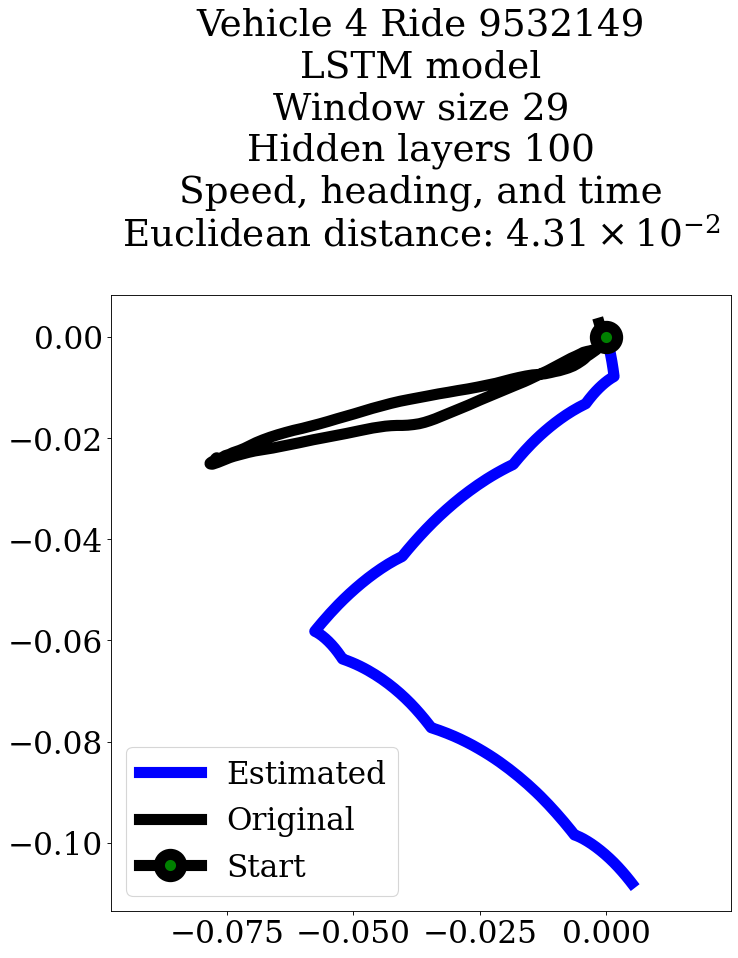 Vehicle 4 Ride 9532149
LSTM model
Window size 29
Hidden layers 100
Speed, heading, and time
Euclidean distance: 4.31 × 10⁻²
0.00
−0.02
−0.04
−0.06
−0.08
−0.10
Estimated
Original
Start
−0.075 −0.050 −0.025 0.000